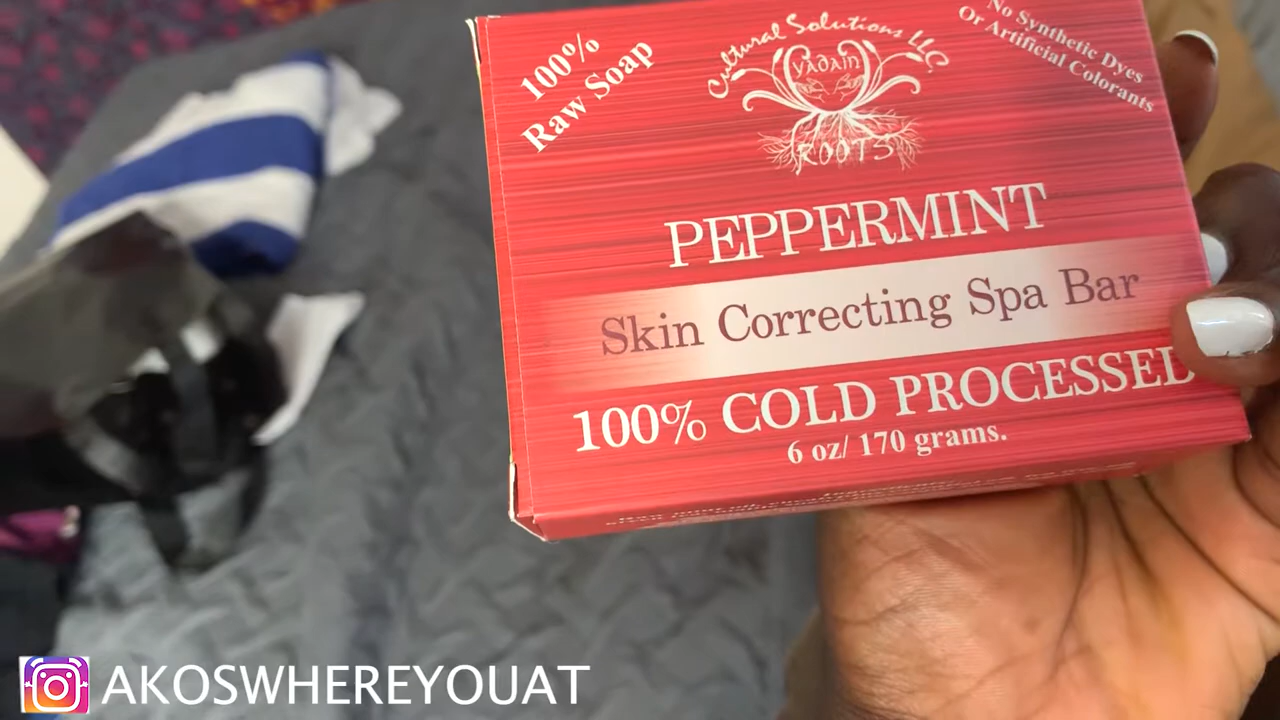 100%
Raw Soap
Cultural Solutions LLC.
ROOTS
No Synthetic Dyes
Or Artificial Colorants
PEPPERMINT
Skin Correcting Spa Bar
100% COLD PROCESSED
6 oz/ 170 grams.
AKOSWHEREYOUAT